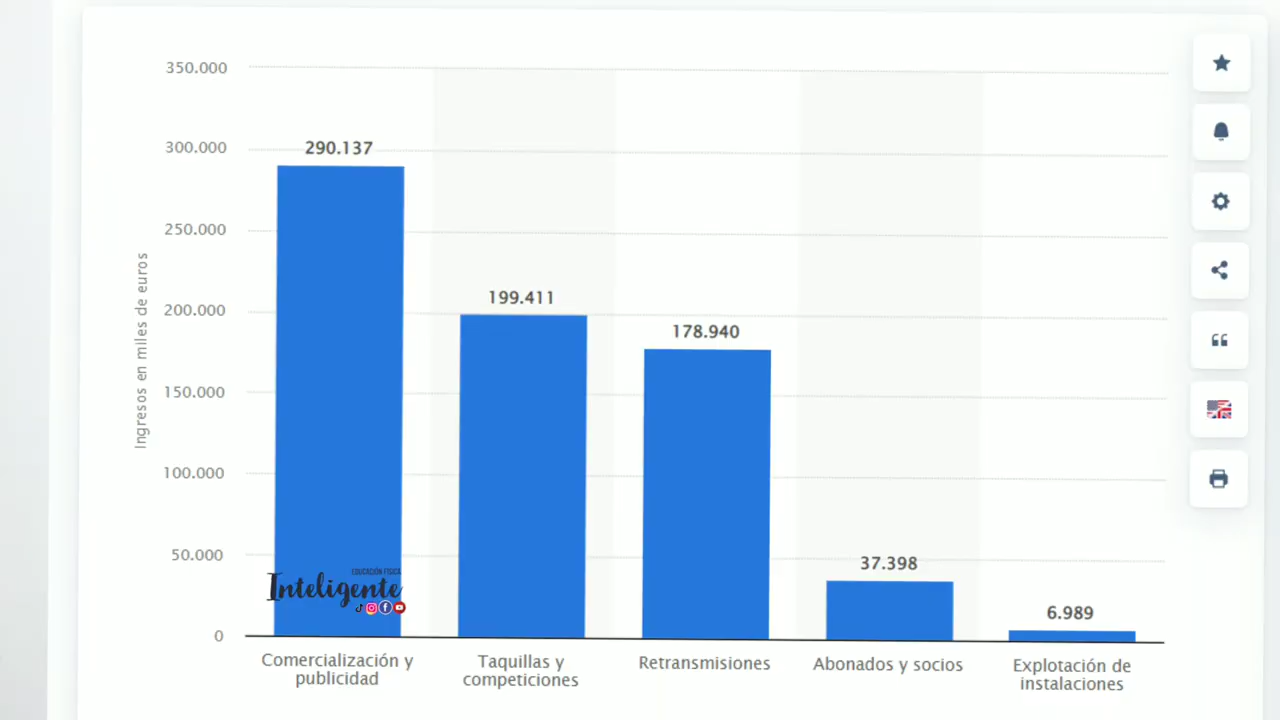 350.000
300.000
250.000
200.000
150.000
100.000
50.000
0
Ingresos en miles de euros
290.137
199.411
178.940
37.398
6.989
Comercialización y
publicidad
Taquillas y
competiciones
Retransmisiones
Abonados y socios
Explotación de
instalaciones
EDUCACIÓN FÍSICA
Inteligente